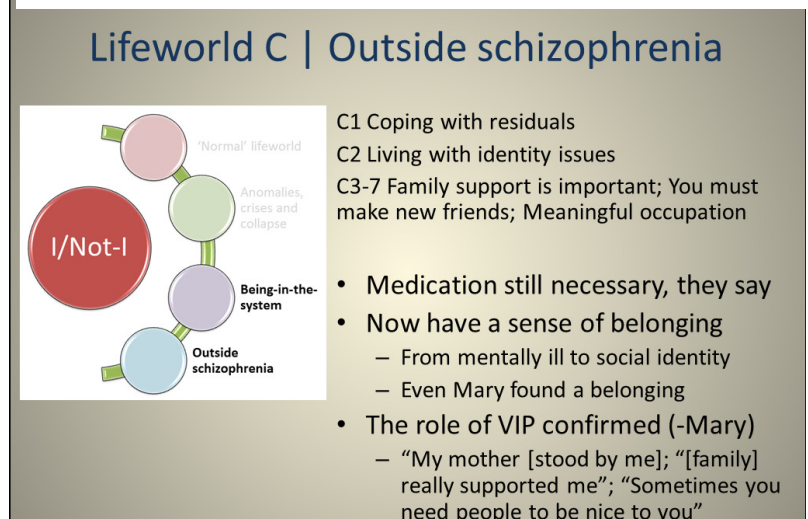 Lifeworld C | Outside schizophrenia
'Normal' lifeworld
Anomalies,
crises and
collapse
I/Not-I
Being-in-the-
system
Outside
schizophrenia
C1 Coping with residuals
C2 Living with identity issues
C3-7 Family support is important; You must
make new friends; Meaningful occupation
• Medication still necessary, they say
• Now have a sense of belonging
– From mentally ill to social identity
– Even Mary found a belonging
• The role of VIP confirmed (-Mary)
– “My mother [stood by me]; “[family]
really supported me”; “Sometimes you
need people to be nice to you”